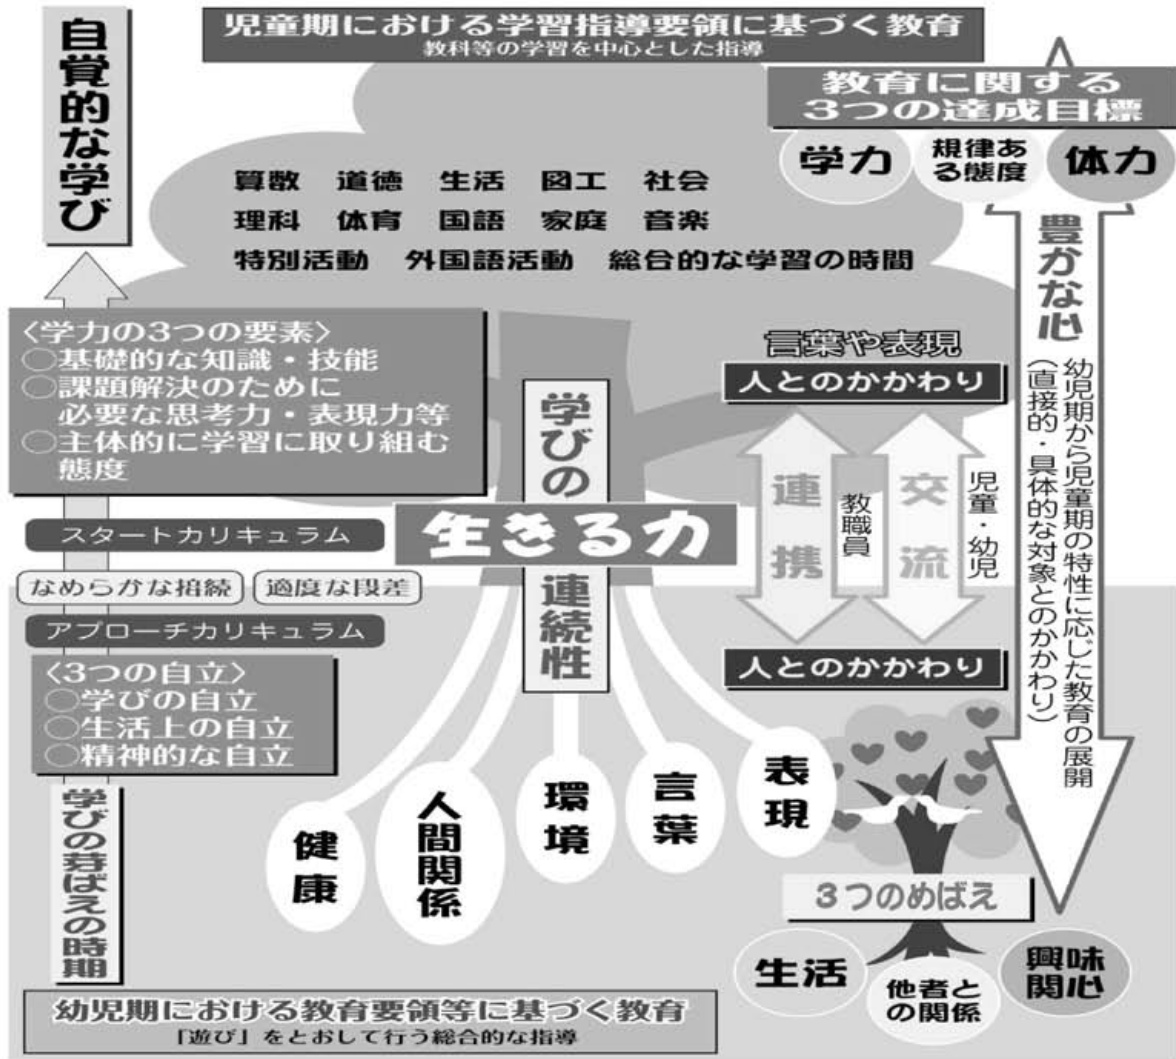 児童期における学習指導要領に基づく教育
教科等の学習を中心とした指導
自覚的な学び
教育に関する
3つの達成目標
学力
規律あ
る態度
体力
算数 道徳 生活 図工 社会
理科 体育 国語 家庭 音楽
特別活動 外国語活動 総合的な学習の時間
豊かな心
幼児期から児童期の特性に応じた教育の展開
(直接的・具体的な対象とのかかわり)
〈学力の3つの要素〉
○基礎的な知識・技能
○課題解決のために
必要な思考力・表現力等
○主体的に学習に取り組む
態度
言葉や表現
人とのかかわり
連携
教職員
交流
児童・幼児
人とのかかわり
学びの
生きる力
連続性
スタートカリキュラム
なめらかな接続
適度な段差
アプローチカリキュラム
〈3つの自立〉
○学びの自立
○生活上の自立
○精神的な自立
学びの芽ばえの時期
健康
人間関係
環境
言葉
表現
3つのめばえ
生活
他者と
の関係
興味
関心
幼児期における教育要領等に基づく教育
「遊び」をとおして行う総合的な指導